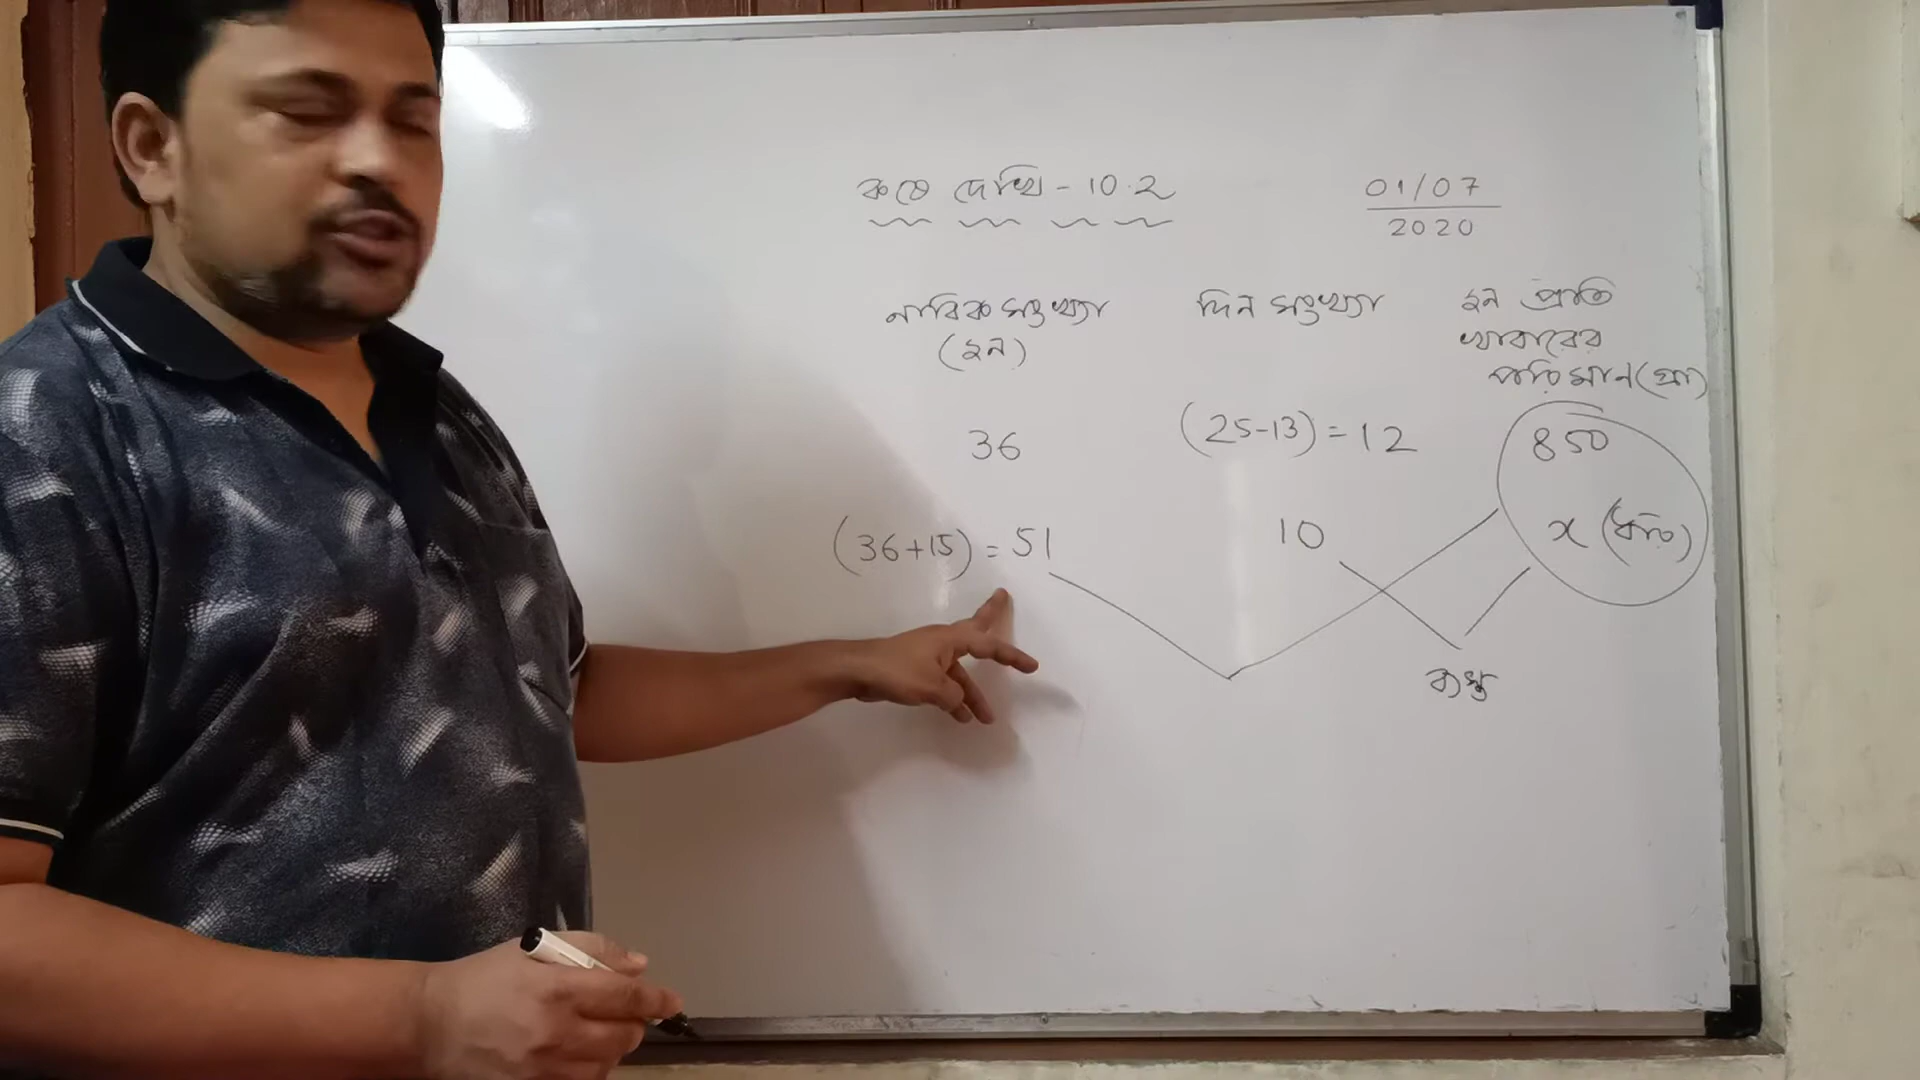 কষে দেখি - 10.2
01/07
2020
নাবিক সংখ্যা
(জন)
দিন সংখ্যা
জন প্রতি
খাবারের
পরিমান (গ্রা)
36
(25-13) = 12
850
(36+15) = 51
10
x (ধরি)
ব্যস্ত